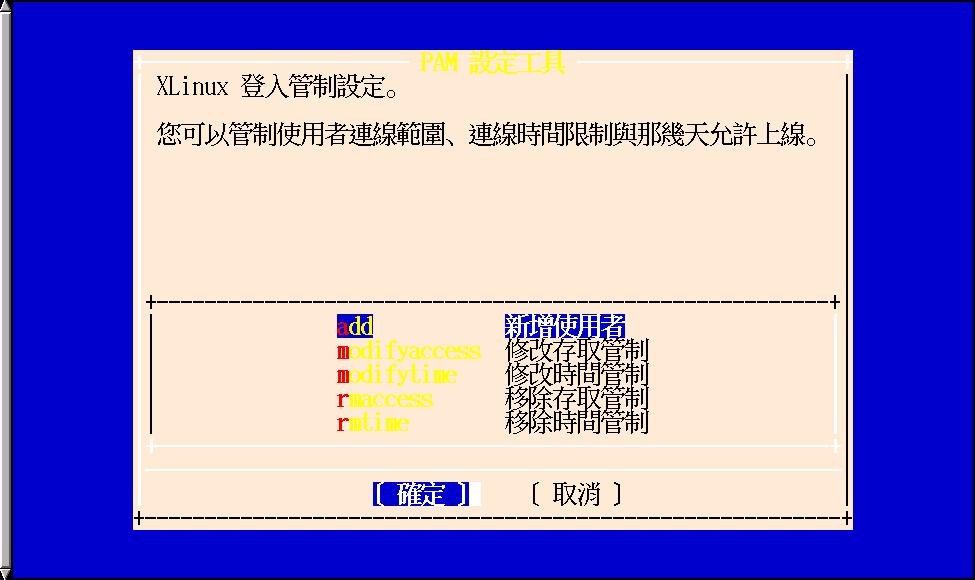 PAM 設定工具
XLinux 登入管制設定。
您可以管制使用者連線範圍、連線時間限制與那幾天允許上線。
add 新增使用者
modifyaccess 修改存取管制
modifytime 修改時間管制
rmaccess 移除存取管制
rmtime 移除時間管制
[ 確定 ] [ 取消 ]